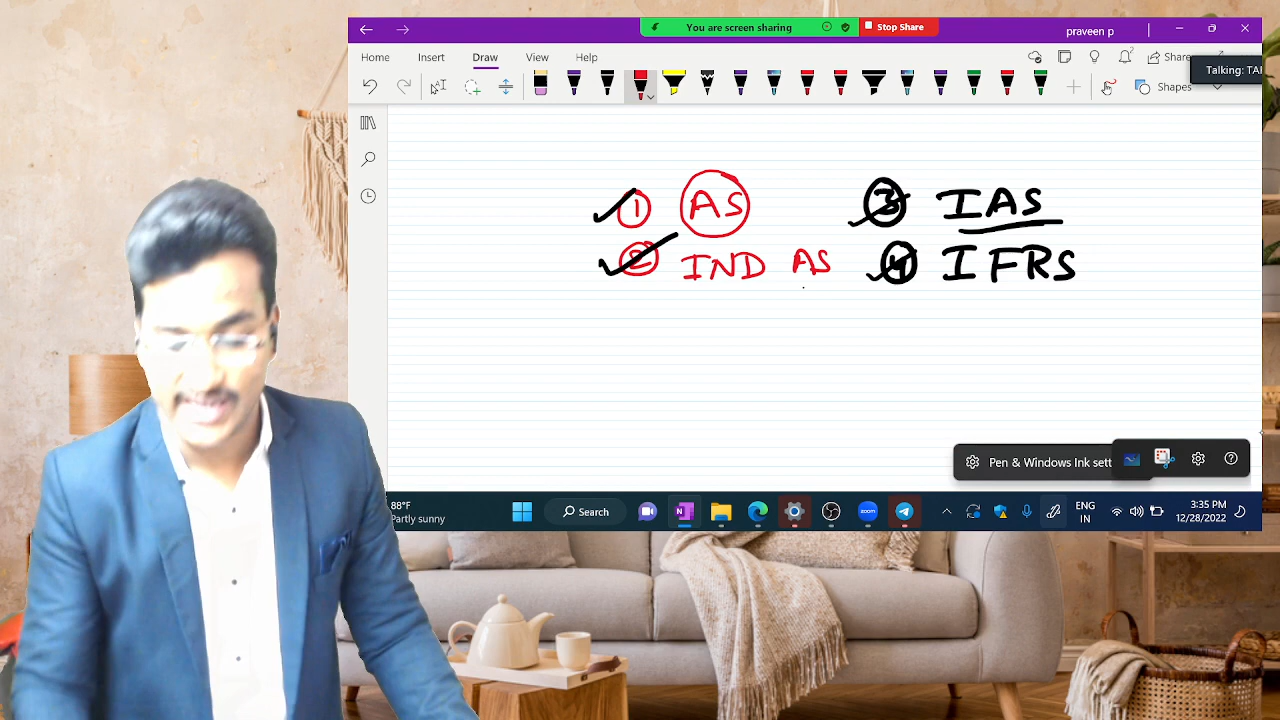 You are screen sharing Stop Share praveen p
Home Insert Draw View Help Share
Talking: TA
Shapes
1 AS 3 IAS
2 IND AS 4 IFRS
Pen & Windows Ink sett
88°F
Partly sunny
Search
zoom
ENG
IN
3:35 PM
12/28/2022